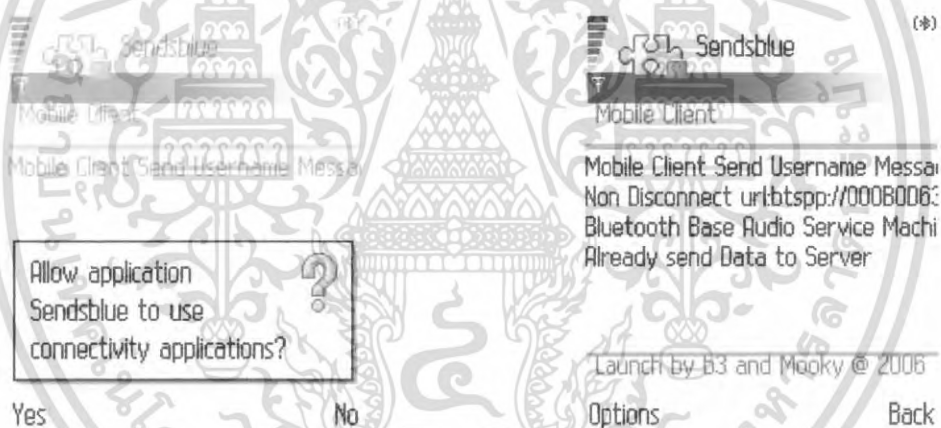 Sendsblue
Mobile Client
Mobile Client Send Username Messa
Allow application
Sendsblue to use
connectivity applications?
Yes No
Sendsblue
Mobile Client
Mobile Client Send Username Messa
Non Disconnect url:btspp://000B0063
Bluetooth Base Audio Service Machi
Already send Data to Server
Launch by b3 and Mooky @ 2006
Options Back